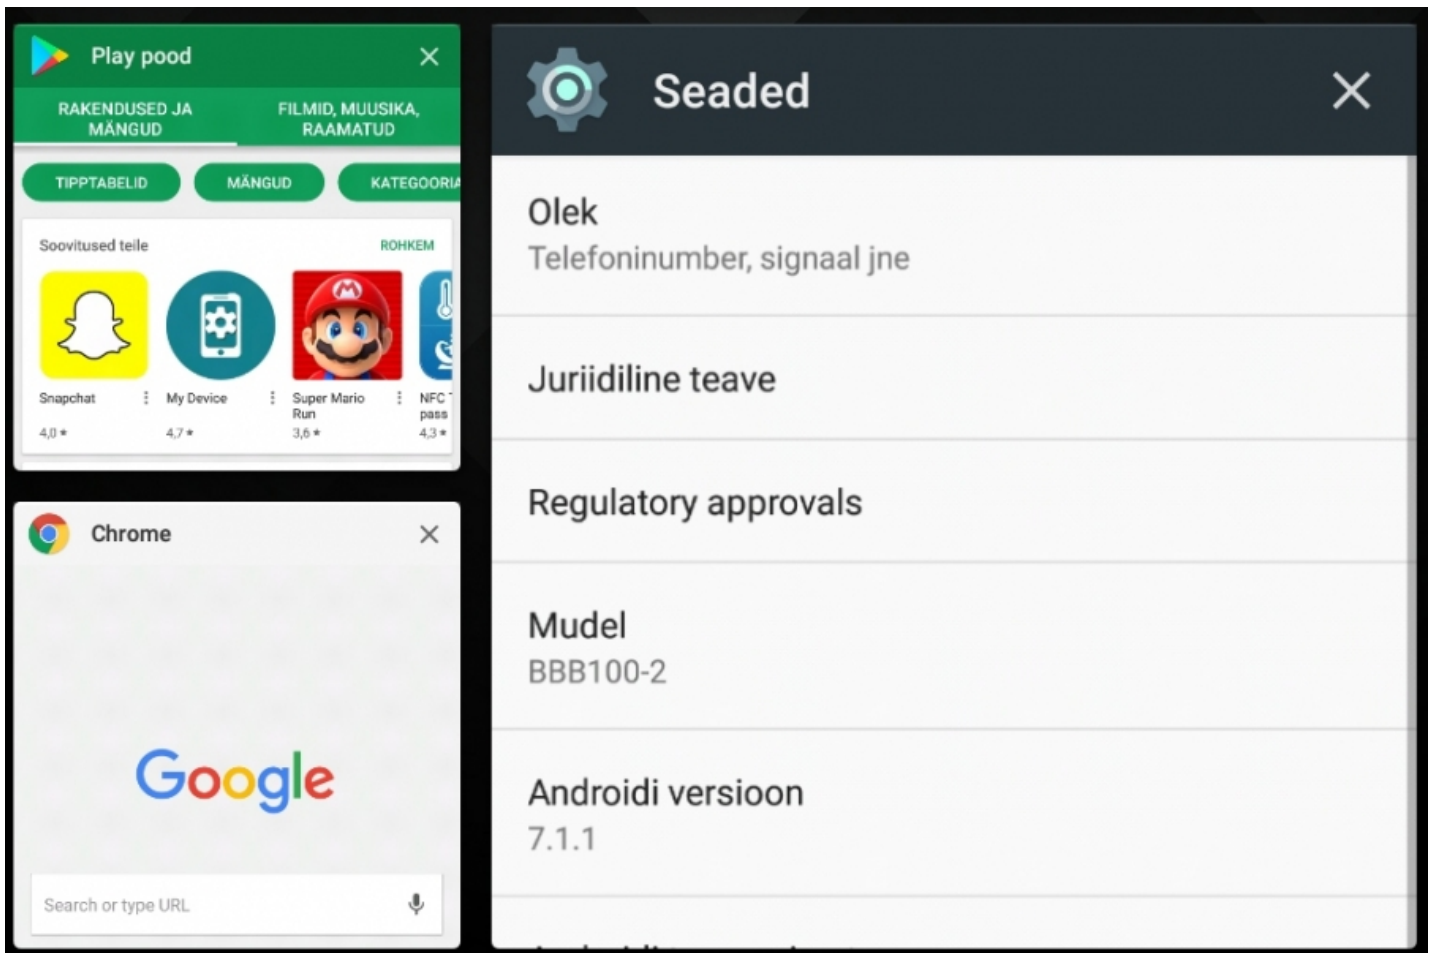 Play pood
RAKENDUSED JA
MÄNGUD
FILMID, MUUSIKA,
RAAMATUD
TIPPTABELID
MÄNGUD
KATEGOORIA
Soovitused teile
ROHKEM
Snapchat
4,0 ★
My Device
4,7 ★
Super Mario
Run
3,6 ★
NFC
pass
4,3 ★
Chrome
Google
Search or type URL
Seaded
Olek
Telefoninumber, signaal jne
Juriidiline teave
Regulatory approvals
Mudel
BBB100-2
Androidi versioon
7.1.1